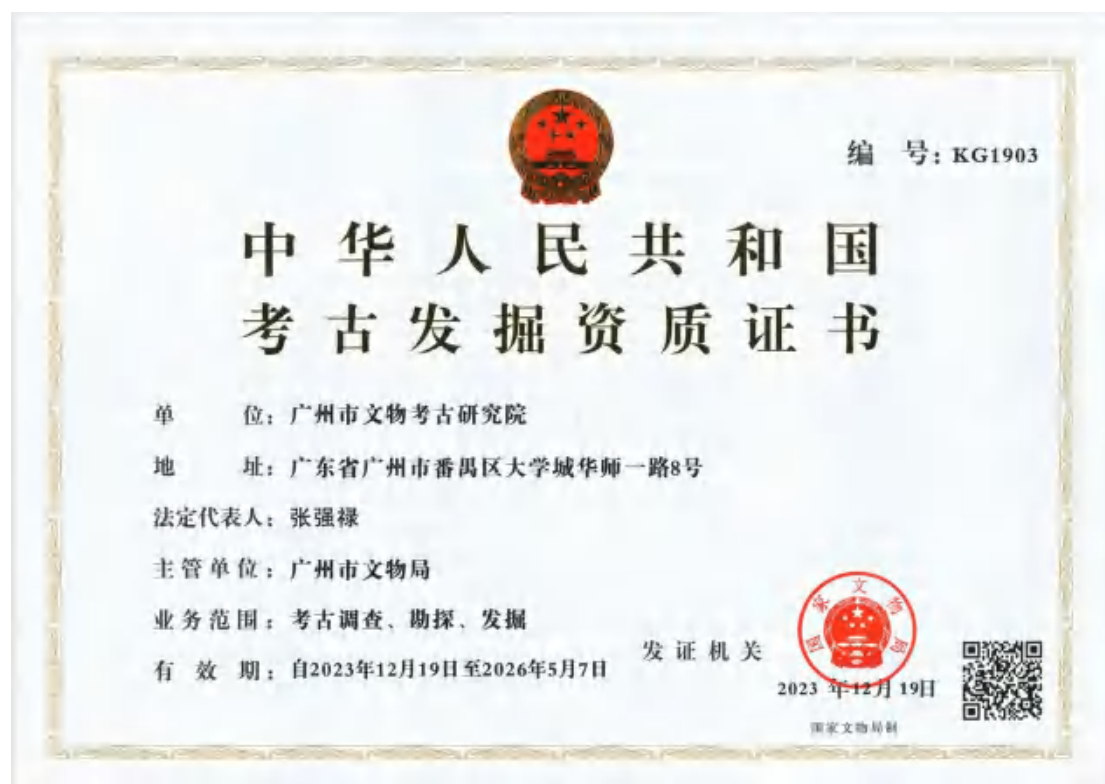 编 号：KG1903
中华人民共和国
考古发掘资质证书
单 位：广州市文物考古研究院
地 址：广东省广州市番禺区大学城华师一路8号
法定代表人：张强禄
主管单位：广州市文物局
业务范围：考古调查、勘探、发掘
有 效 期：自2023年12月19日至2026年5月7日
发证机关
国家文物局
2023 年12月 19日
国家文物局制